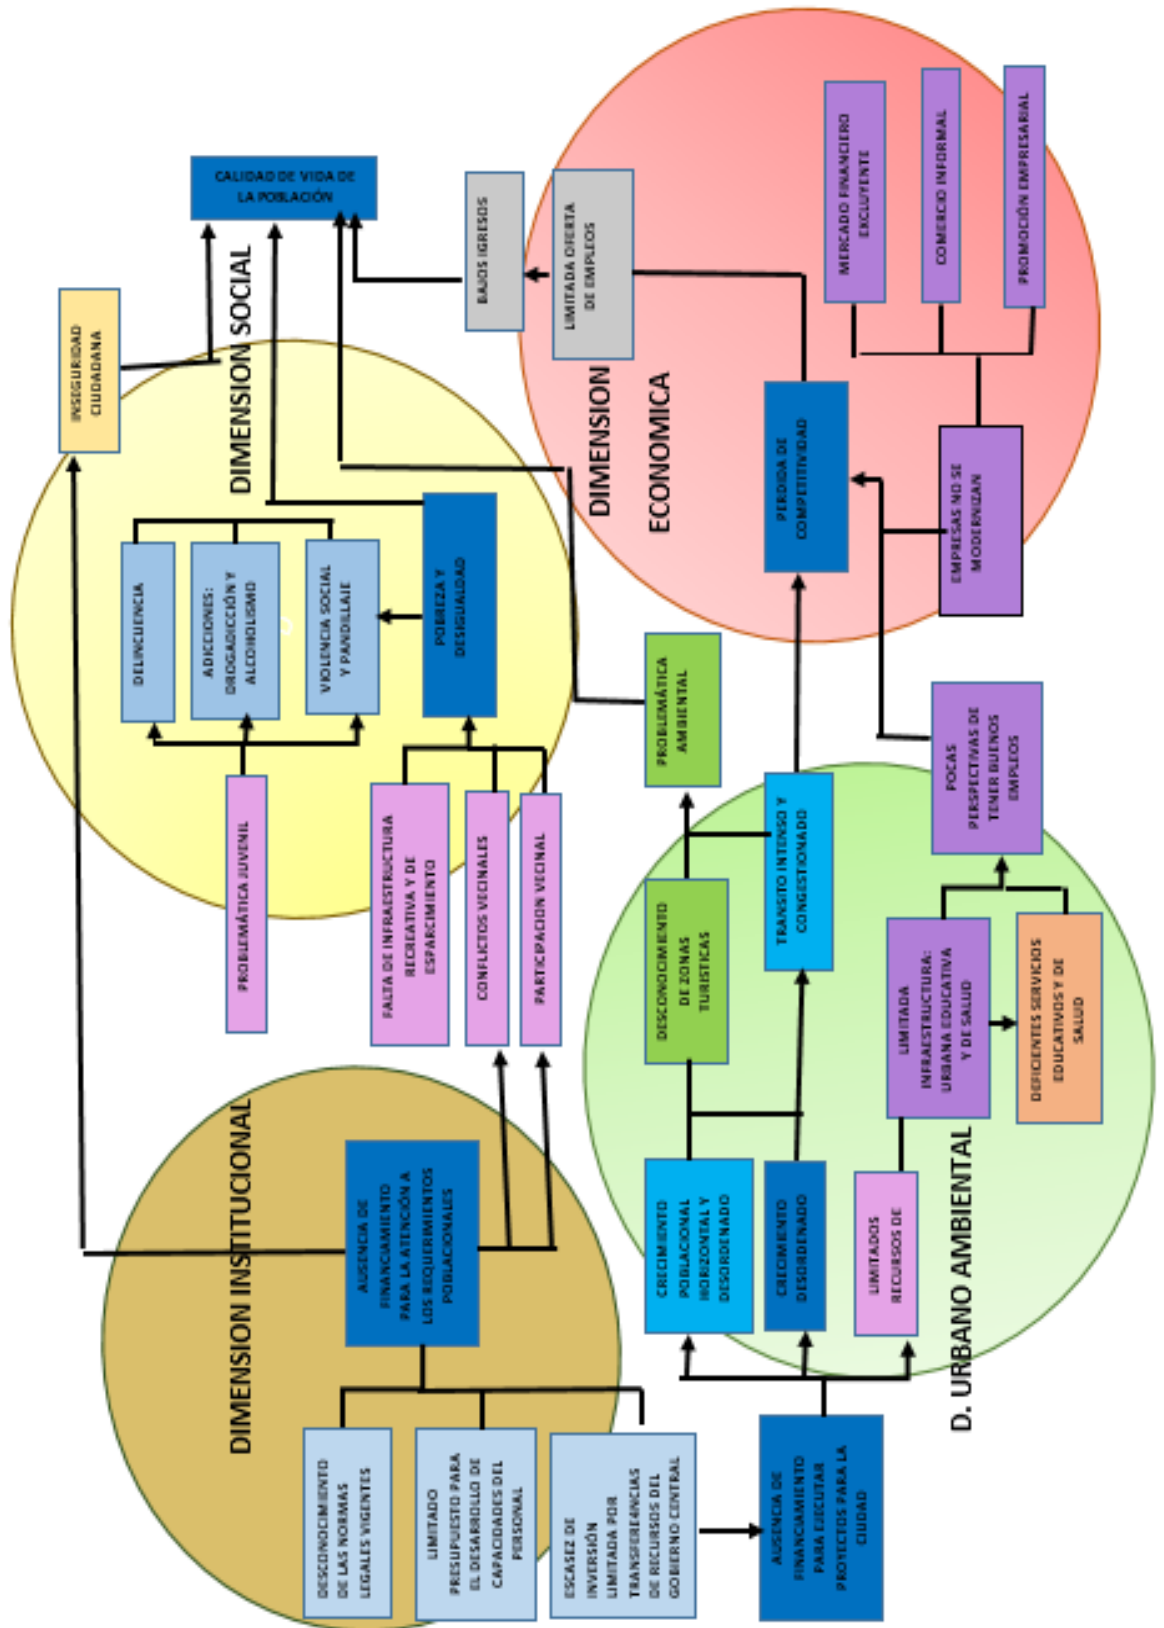 DIMENSION INSTITUCIONAL
DESCONOCIMIENTO
DE LAS NORMAS
LEGALES VIGENTES
LIMITADO
PRESUPUESTO PARA
EL DESARROLLO DE
CAPACIDADES DEL
PERSONAL
ESCASEZ DE
INVERSIÓN
LIMITADA POR
TRANSFERE4NCIAS
DE RECURSOS DEL
GOBIERNO CENTRAL
AUSENCIA DE
FINANCIAMIENTO
PARA EJECUTAR
PROYECTOS PARA LA
CIUDAD
AUSENCIA DE
FINANCIAMIENTO
PARA LA ATENCIÓN A
LOS REQUERIMIENTOS
POBLACIONALES
DIMENSION SOCIAL
PROBLEMÁTICA JUVENIL
FALTA DE INFRAESTRUCTURA
RECREATIVA Y DE
ESPARCIMIENTO
CONFLICTOS VECINALES
PARTICIPACION VECINAL
DELINCUENCIA
ADICIONES:
DROGADICCIÓN Y
ALCOHOLISMO
VIOLENCIA SOCIAL
Y PANDILLAJE
POBREZA Y
DESIGUALDAD
INSEGURIDAD
CIUDADANA
CALIDAD DE VIDA DE
LA POBLACIÓN
D. URBANO AMBIENTAL
CRECIMIENTO
POBLACIONAL
HORIZONTAL Y
DESORDENADO
CRECIMIENTO
DESORDENADO
LIMITADOS
RECURSOS DE
DESCONOCIMIENTO
DE ZONAS
TURISTICAS
TRANSITO INTENSO Y
CONGESTIONADO
LIMITADA
INFRAESTRUCTURA:
URBANA EDUCATIVA
Y DE SALUD
DEFICIENTES SERVICIOS
EDUCATIVOS Y DE
SALUD
PROBLEMÁTICA
AMBIENTAL
POCAS
PERSPECTIVAS DE
TENER BUENOS
EMPLEOS
DIMENSION
ECONOMICA
BAJOS IGRESOS
LIMITADA OFERTA
DE EMPLEOS
PERDIDA DE
COMPETITIVIDAD
EMPRESAS NO SE
MODERNIZAN
MERCADO FINANCIERO
EXCLUYENTE
COMERCIO INFORMAL
PROMOCIÓN EMPRESARIAL